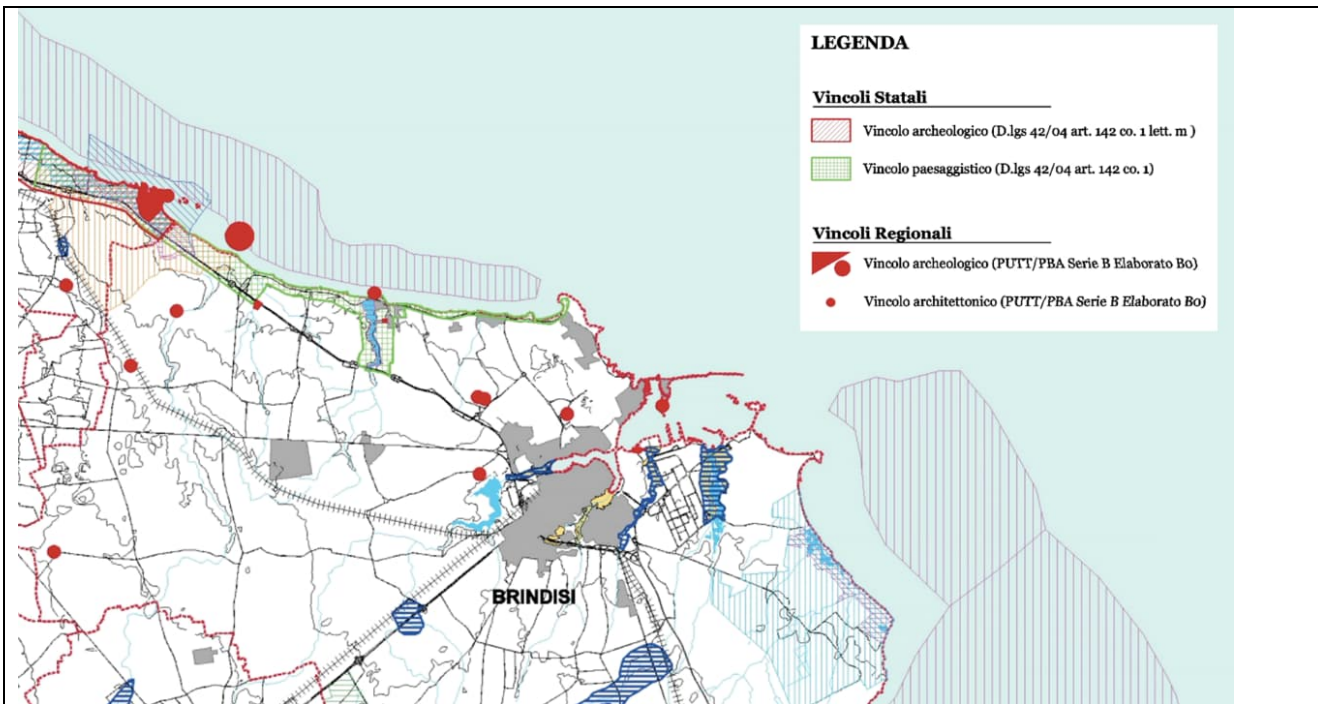 LEGENDA
Vincoli Statali
Vincolo archeologico (D.lgs 42/04 art. 142 co. 1 lett. m )
Vincolo paesaggistico (D.lgs 42/04 art. 142 co. 1)
Vincoli Regionali
Vincolo archeologico (PUTT/PBA Serie B Elaborato B0)
Vincolo architettonico (PUTT/PBA Serie B Elaborato B0)
BRINDISI